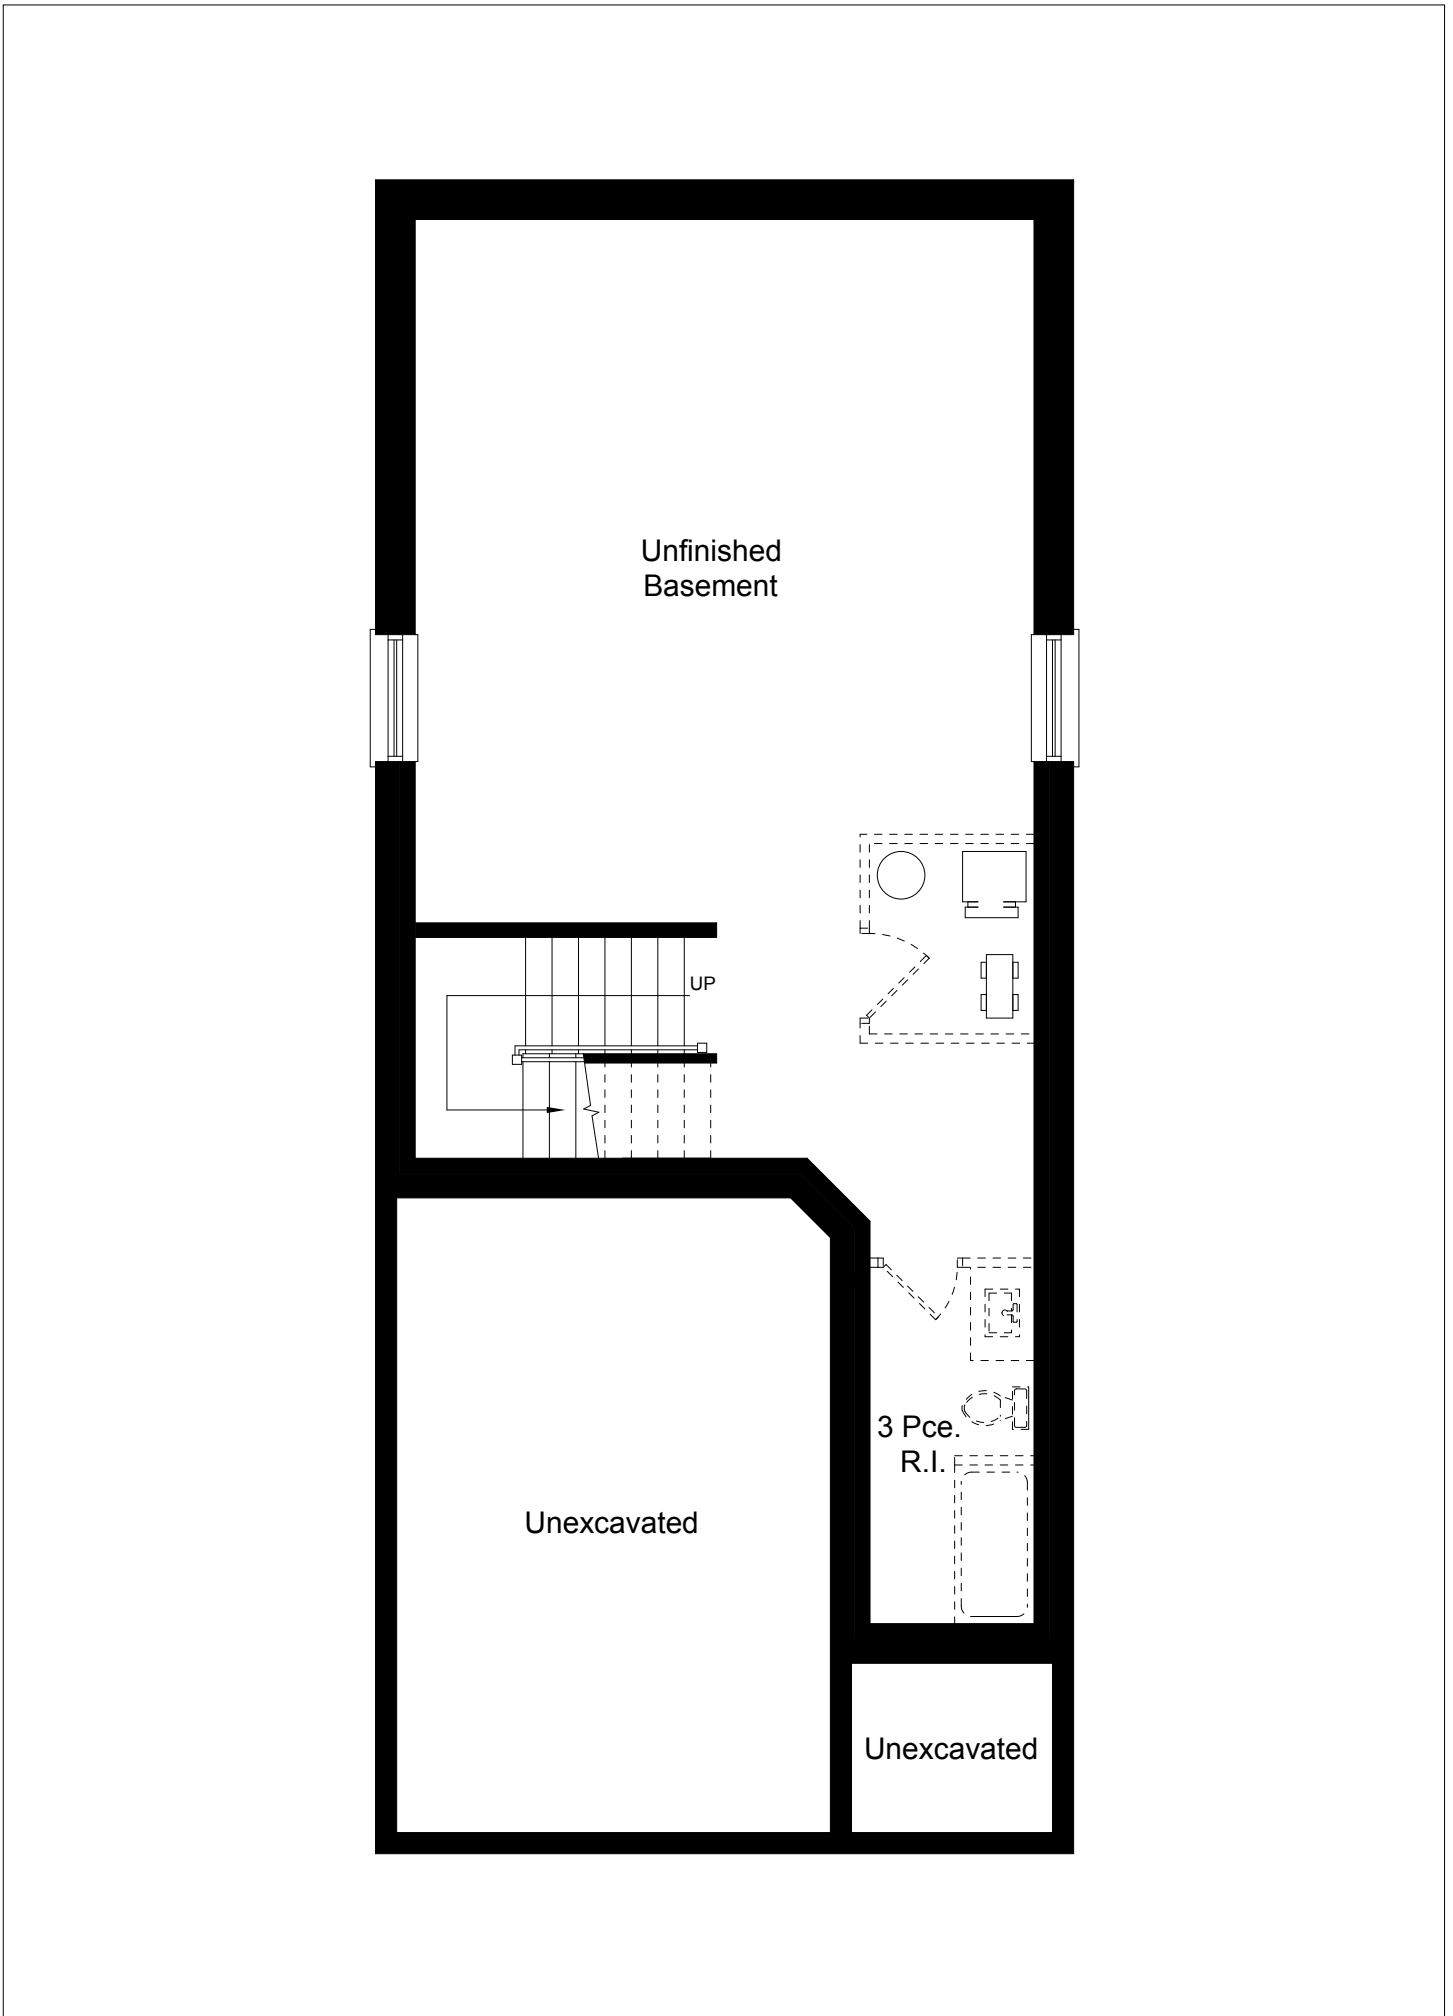 Unfinished
Basement
UP
3 Pce.
R.I.
Unexcavated
Unexcavated